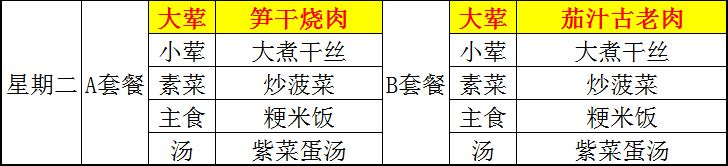 大荤 笋干烧肉 大荤 茄汁古老肉
小荤 大煮干丝 小荤 大煮干丝
星期二 A套餐 素菜 炒菠菜 B套餐 素菜 炒菠菜
主食 粳米饭 主食 粳米饭
汤 紫菜蛋汤 汤 紫菜蛋汤